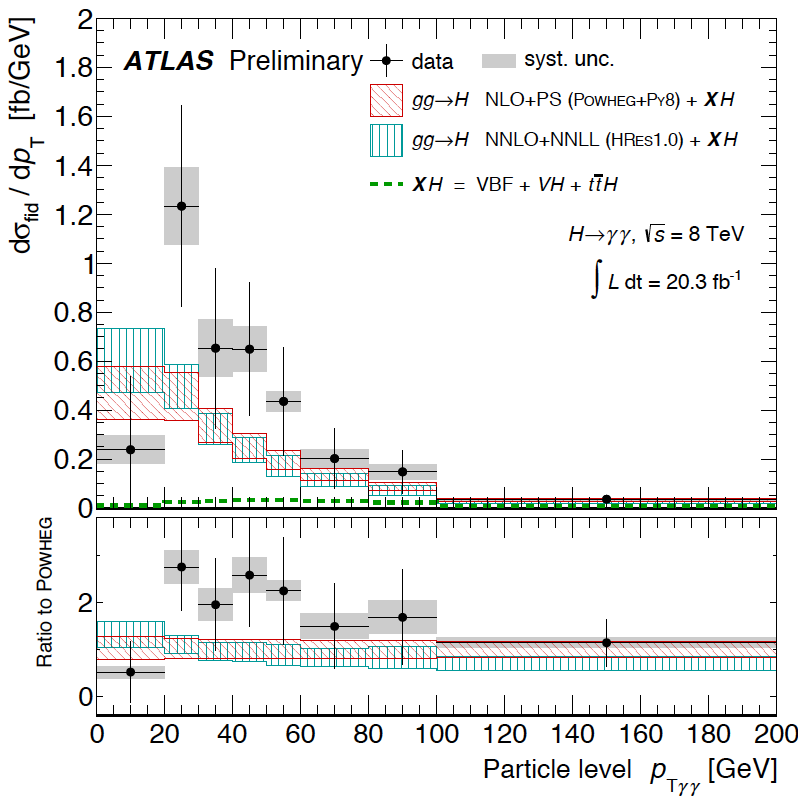 ATLAS Preliminary
data
syst. unc.
gg→H NLO+PS (POWHEG+PY8) + XH
gg→H NNLO+NNLL (HRES1.0) + XH
XH = VBF + VH + tt̄H
H→γγ, √s = 8 TeV
∫ L dt = 20.3 fb⁻¹
dσfid / dpT [fb/GeV]
2
1.8
1.6
1.4
1.2
1
0.8
0.6
0.4
0.2
0
Ratio to POWHEG
2
0
0 20 40 60 80 100 120 140 160 180 200
Particle level pTγγ [GeV]